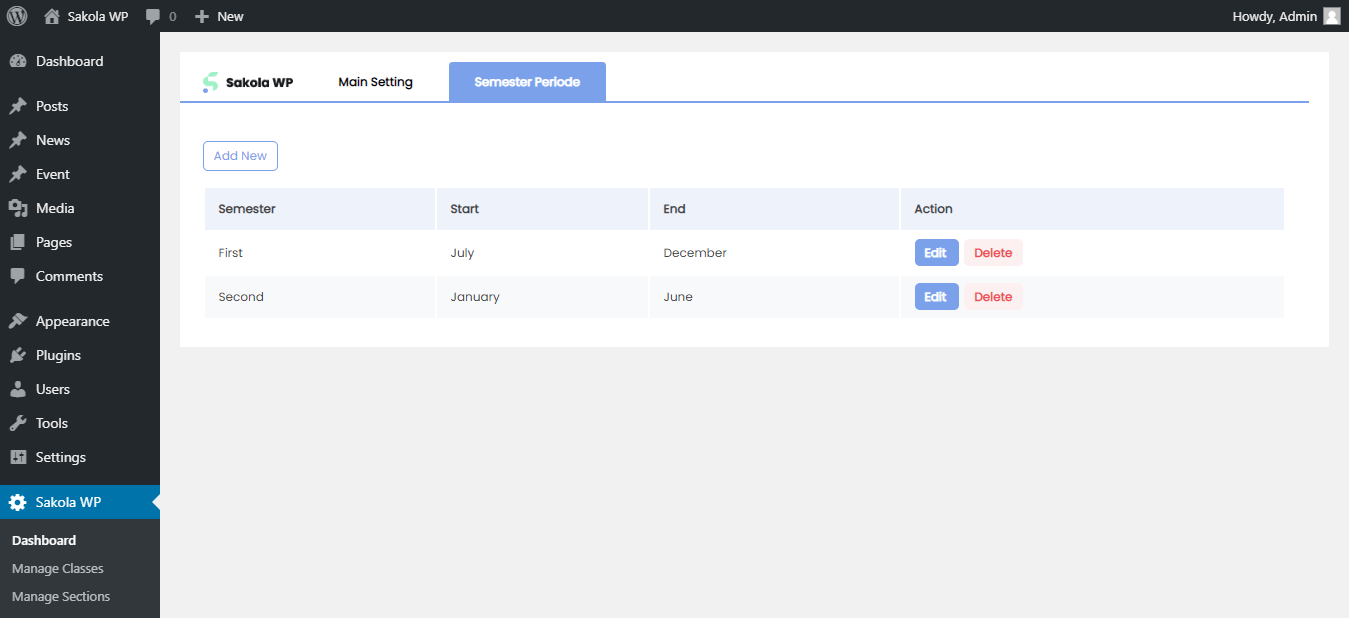 Sakola WP 0 New Howdy, Admin
Dashboard
Posts
News
Event
Media
Pages
Comments
Appearance
Plugins
Users
Tools
Settings
Sakola WP
Dashboard
Manage Classes
Manage Sections
Sakola WP Main Setting Semester Periode
Add New
Semester Start End Action
First July December Edit Delete
Second January June Edit Delete